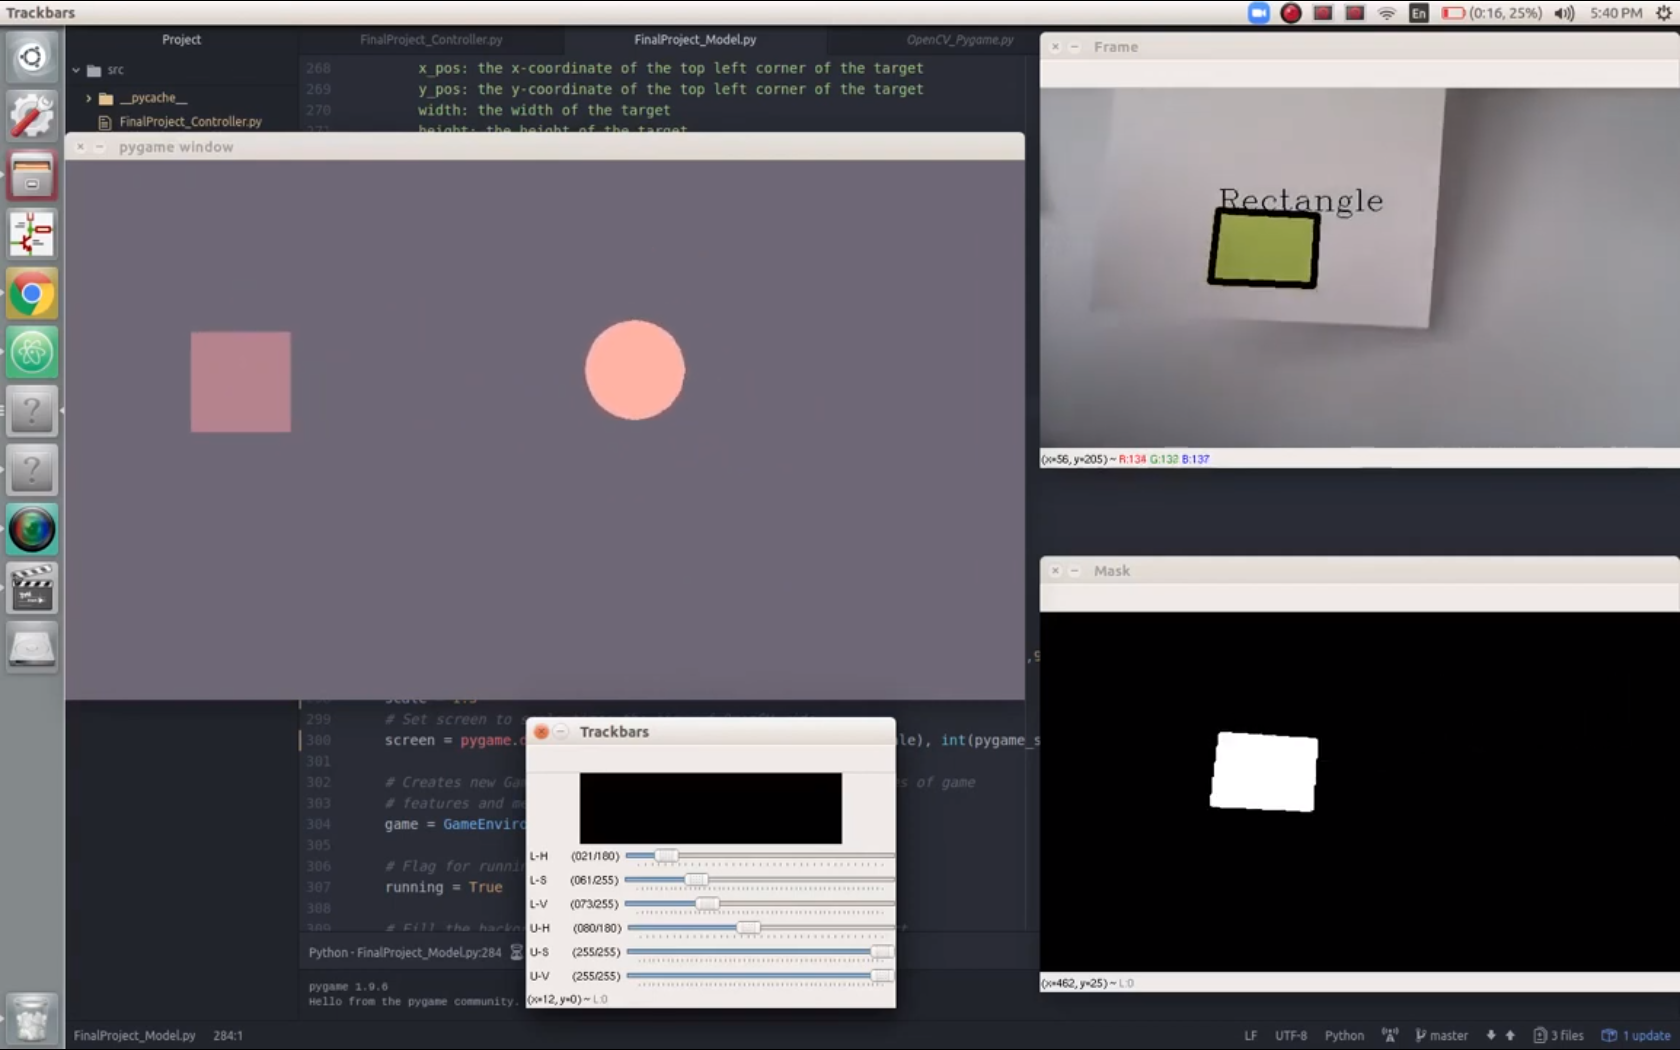 Trackbars
En
(0:16, 25%)
5:40 PM
Project
FinalProject_Controller.py
FinalProject_Model.py
OpenCV_Pygame.py
src
__pycache__
FinalProject_Controller.py
268 x_pos: the x-coordinate of the top left corner of the target
269 y_pos: the y-coordinate of the top left corner of the target
270 width: the width of the target
271 height: the height of the target
pygame window
Frame
Rectangle
(x=56, y=205) ~ R:134 G:132 B:137
Mask
(x=462, y=25) ~ L:0
299 # Set screen to
300 screen = pygame.
le), int(pygame_s
301
302 # Creates new Ga
s of game
303 # features and me
304 game = GameEnviro
305
306 # Flag for runni
307 running = True
308
309 # Fill the backg
Python - FinalProject_Model.py:284
pygame 1.9.6
Hello from the pygame community.
Trackbars
L-H (021/180)
L-S (061/255)
L-V (073/255)
U-H (080/180)
U-S (255/255)
U-V (255/255)
(x=12, y=0) ~ L:0
FinalProject_Model.py 284:1
LF UTF-8 Python master 3 files 1 update